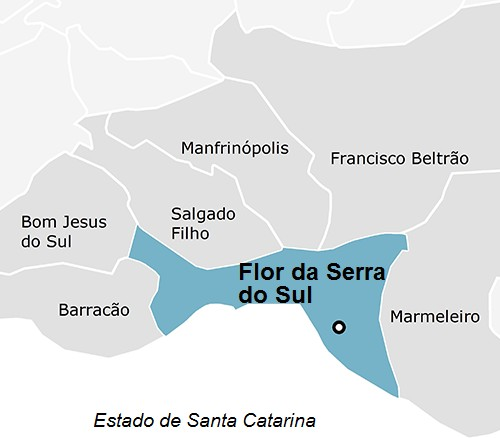 Manfrinópolis
Francisco Beltrão
Salgado
Filho
Bom Jesus
do Sul
Flor da Serra
do Sul
Barracão
Marmeleiro
Estado de Santa Catarina